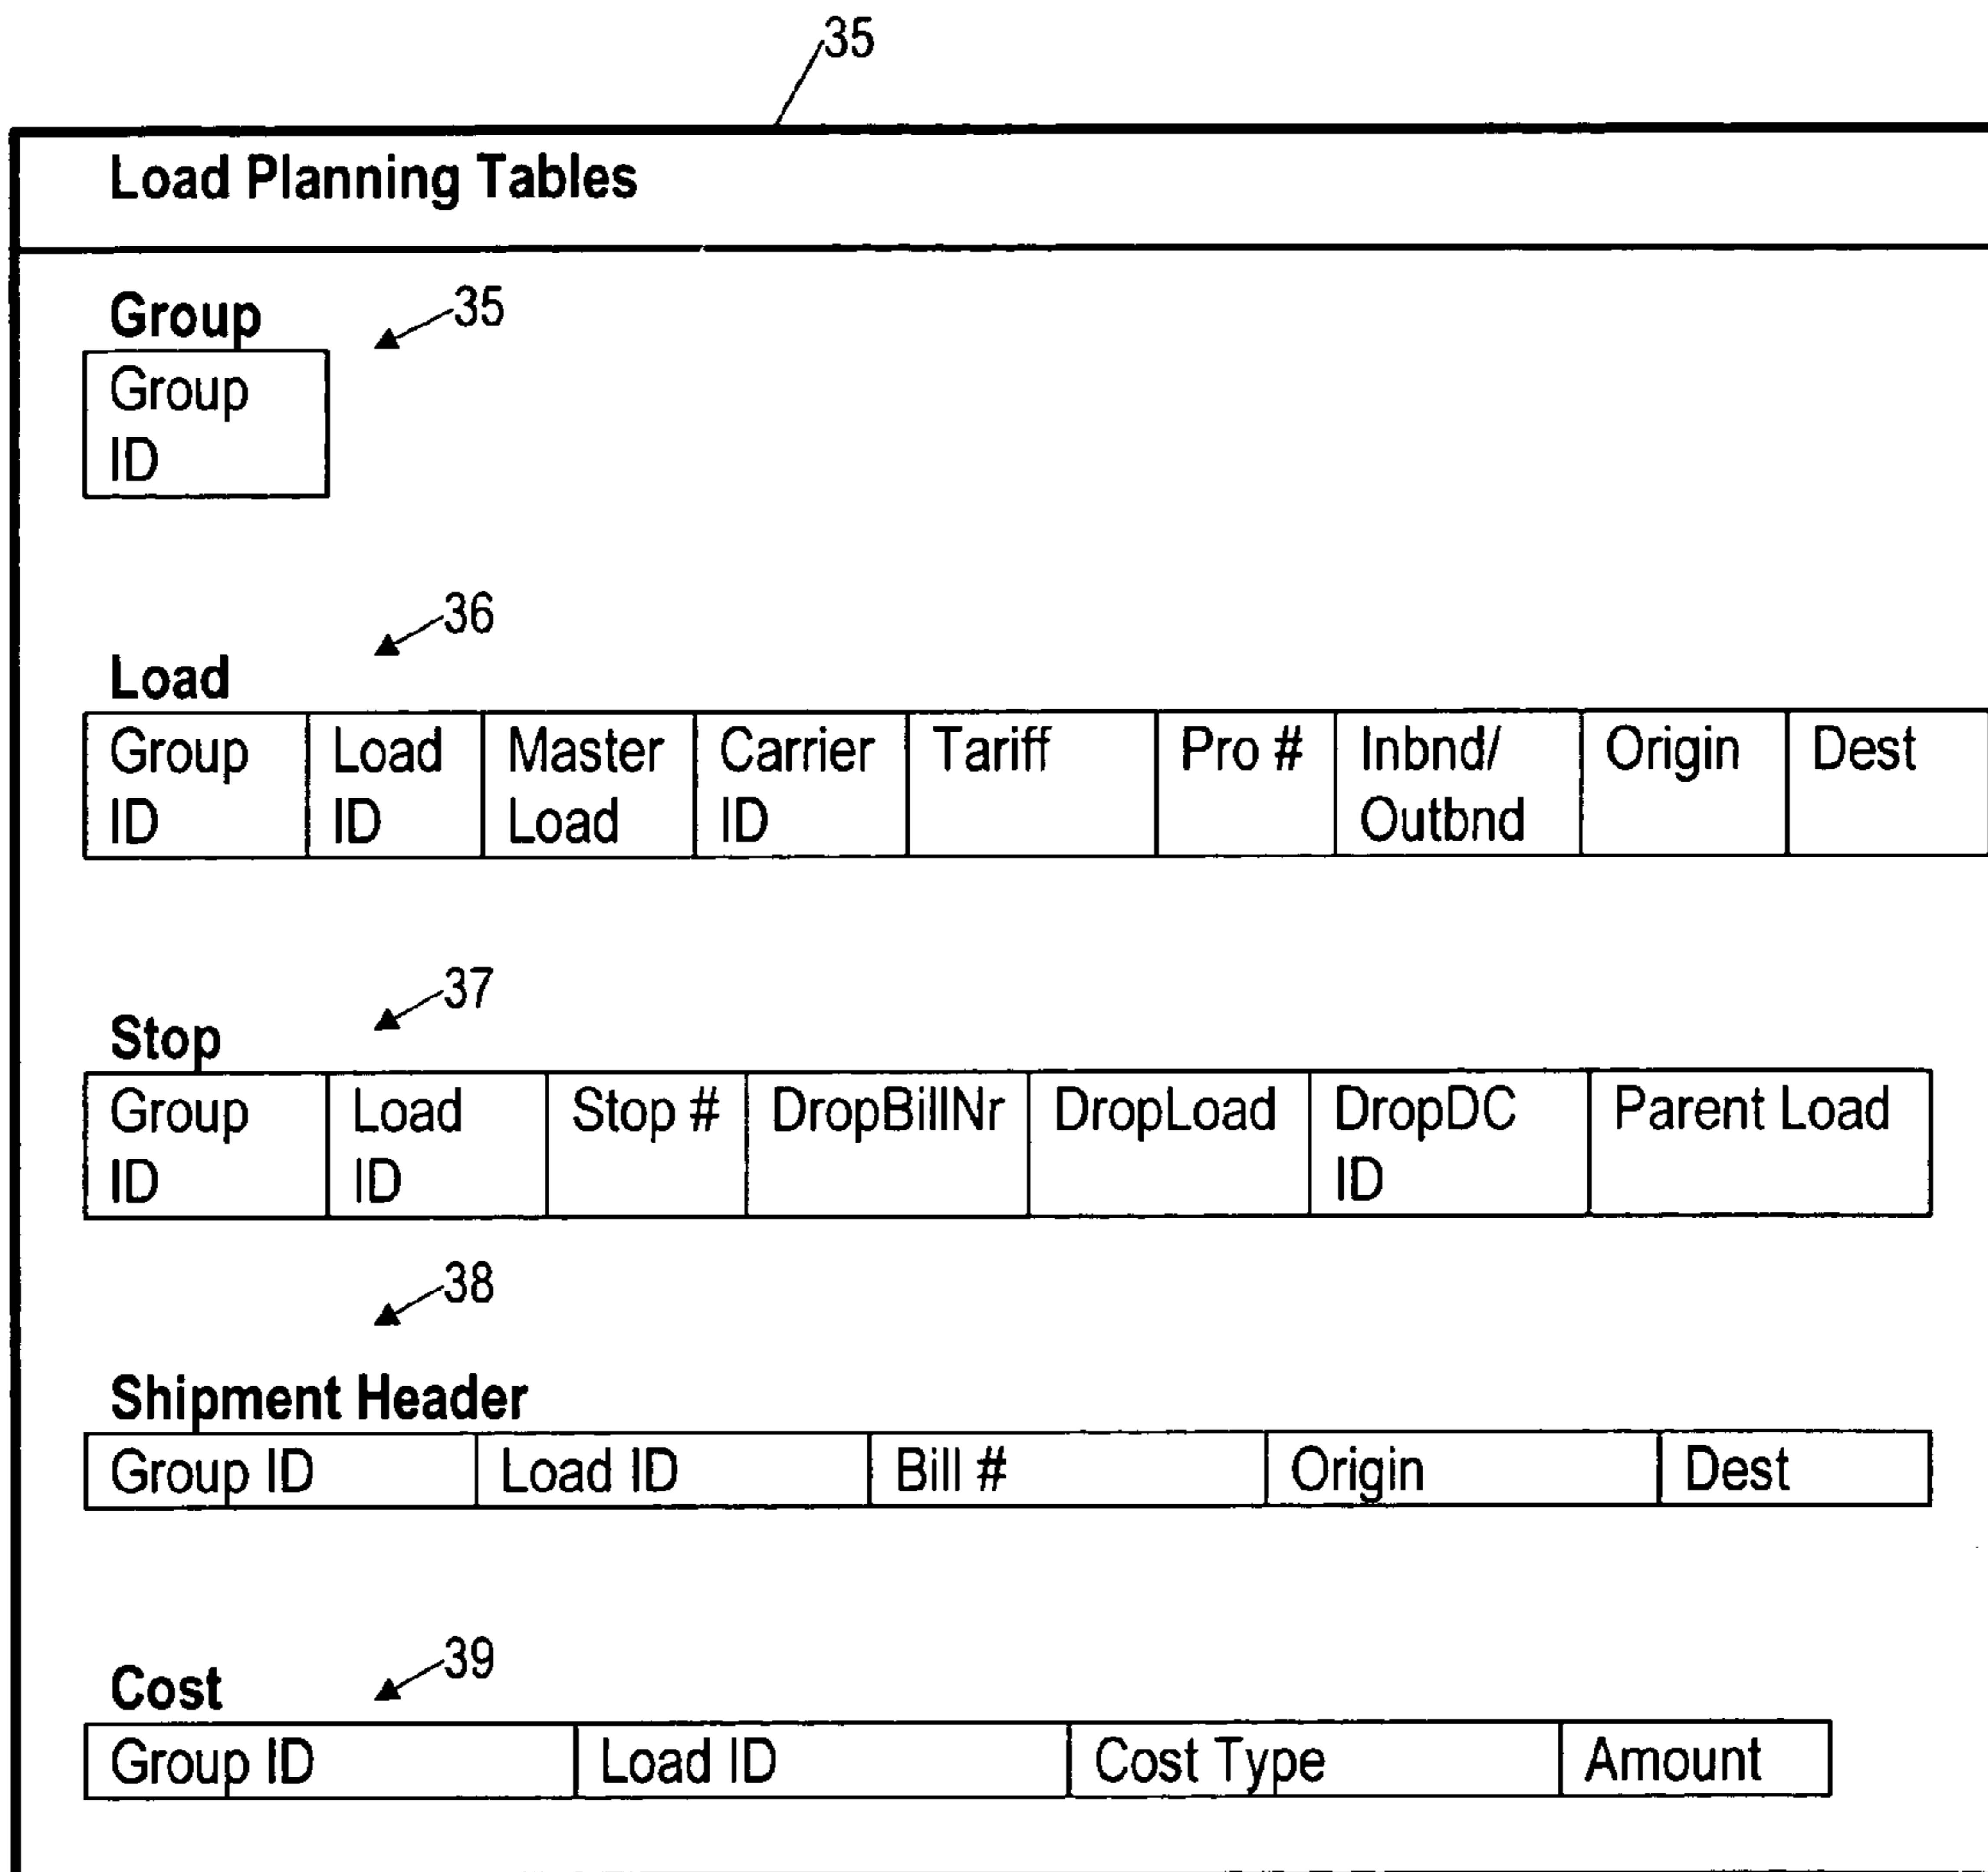 35
Load Planning Tables
Group
35
Group
ID
36
Load
Group ID
Load ID
Master Load
Carrier ID
Tariff
Pro #
Inbnd/ Outbnd
Origin
Dest
37
Stop
Group ID
Load ID
Stop #
DropBillNr
DropLoad
DropDC ID
Parent Load
38
Shipment Header
Group ID
Load ID
Bill #
Origin
Dest
39
Cost
Group ID
Load ID
Cost Type
Amount